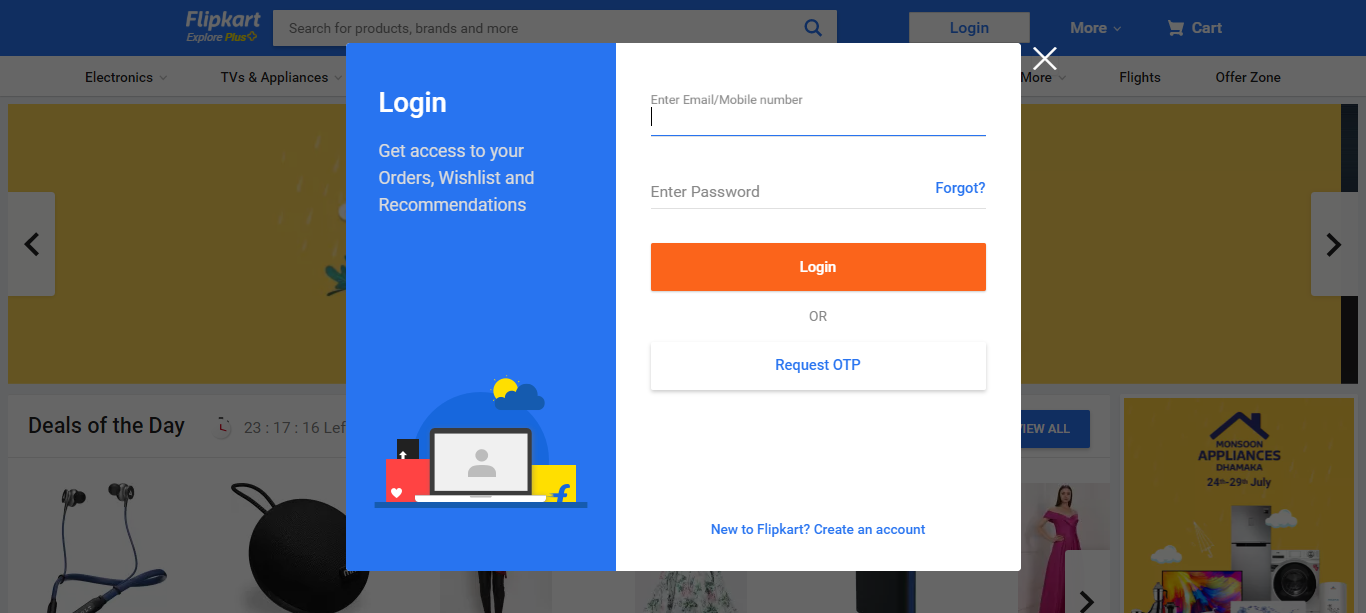 Flipkart
Explore Plus
Search for products, brands and more
Login
More
Cart
Electronics
TVs & Appliances
More
Flights
Offer Zone
Login
Get access to your
Orders, Wishlist and
Recommendations
Enter Email/Mobile number
Enter Password
Forgot?
Login
OR
Request OTP
New to Flipkart? Create an account
Deals of the Day
23 : 17 : 16 Lef
VIEW ALL
MONSOON
APPLIANCES
DHAMAKA
24th-29th July